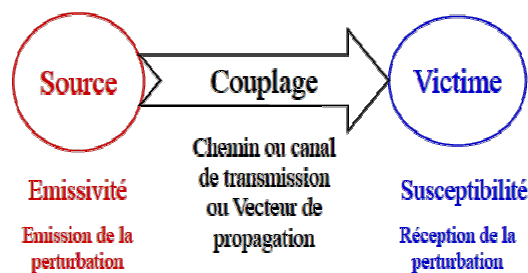 Source
Couplage
Victime
Chemin ou canal
de transmission
ou Vecteur de
propagation
Emissivité
Emission de la
perturbation
Susceptibilité
Réception de la
perturbation